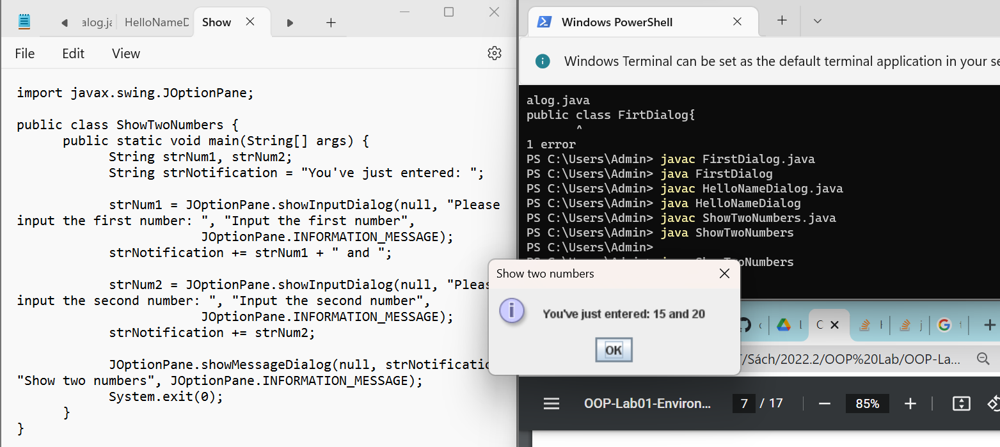 alog.ja HelloNameD Show
File Edit View
import javax.swing.JOptionPane;
public class ShowTwoNumbers {
public static void main(String[] args) {
String strNum1, strNum2;
String strNotification = "You've just entered: ";
strNum1 = JOptionPane.showInputDialog(null, "Please
input the first number: ", "Input the first number",
JOptionPane.INFORMATION_MESSAGE);
strNotification += strNum1 + " and ";
strNum2 = JOptionPane.showInputDialog(null, "Pleas
input the second number: ", "Input the second number",
JOptionPane.INFORMATION_MESSAGE);
strNotification += strNum2;
JOptionPane.showMessageDialog(null, strNotificatio
"Show two numbers", JOptionPane.INFORMATION_MESSAGE);
System.exit(0);
}
}
Windows PowerShell
Windows Terminal can be set as the default terminal application in your se
alog.java
public class FirtDialog{
^
1 error
PS C:\Users\Admin> javac FirstDialog.java
PS C:\Users\Admin> java FirstDialog
PS C:\Users\Admin> javac HelloNameDialog.java
PS C:\Users\Admin> java HelloNameDialog
PS C:\Users\Admin> javac ShowTwoNumbers.java
PS C:\Users\Admin> java ShowTwoNumbers
PS C:\Users\Admin>
PS C:\Users\Admin> java ShowTwoNumbers
Show two numbers
You've just entered: 15 and 20
OK
/Sách/2022.2/OOP%20Lab/OOP-La...
OOP-Lab01-Environ... 7 / 17 85%